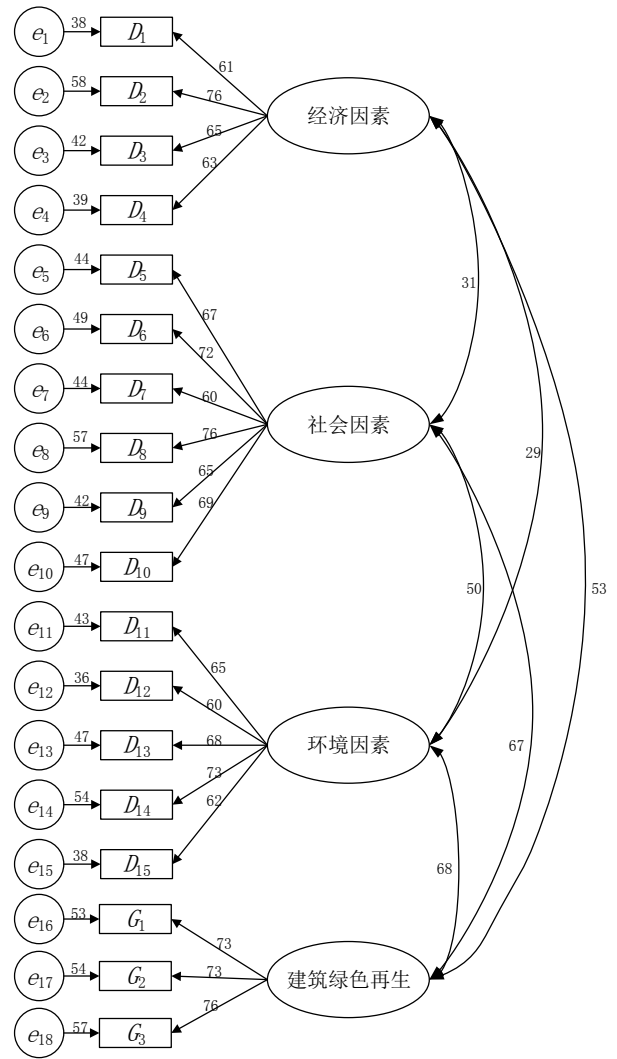 e1 38 D1
61
e2 58 D2
76
经济因素
e3 42 D3
65
63
e4 39 D4
e5 44 D5
31
67
e6 49 D6
72
e7 44 D7
60
社会因素
e8 57 D8
76
29
65
e9 42 D9
69
e10 47 D10
50
53
e11 43 D11
65
e12 36 D12
60
e13 47 D13
68
环境因素
67
73
e14 54 D14
62
e15 38 D15
68
e16 53 G1
73
e17 54 G2
73
建筑绿色再生
76
e18 57 G3